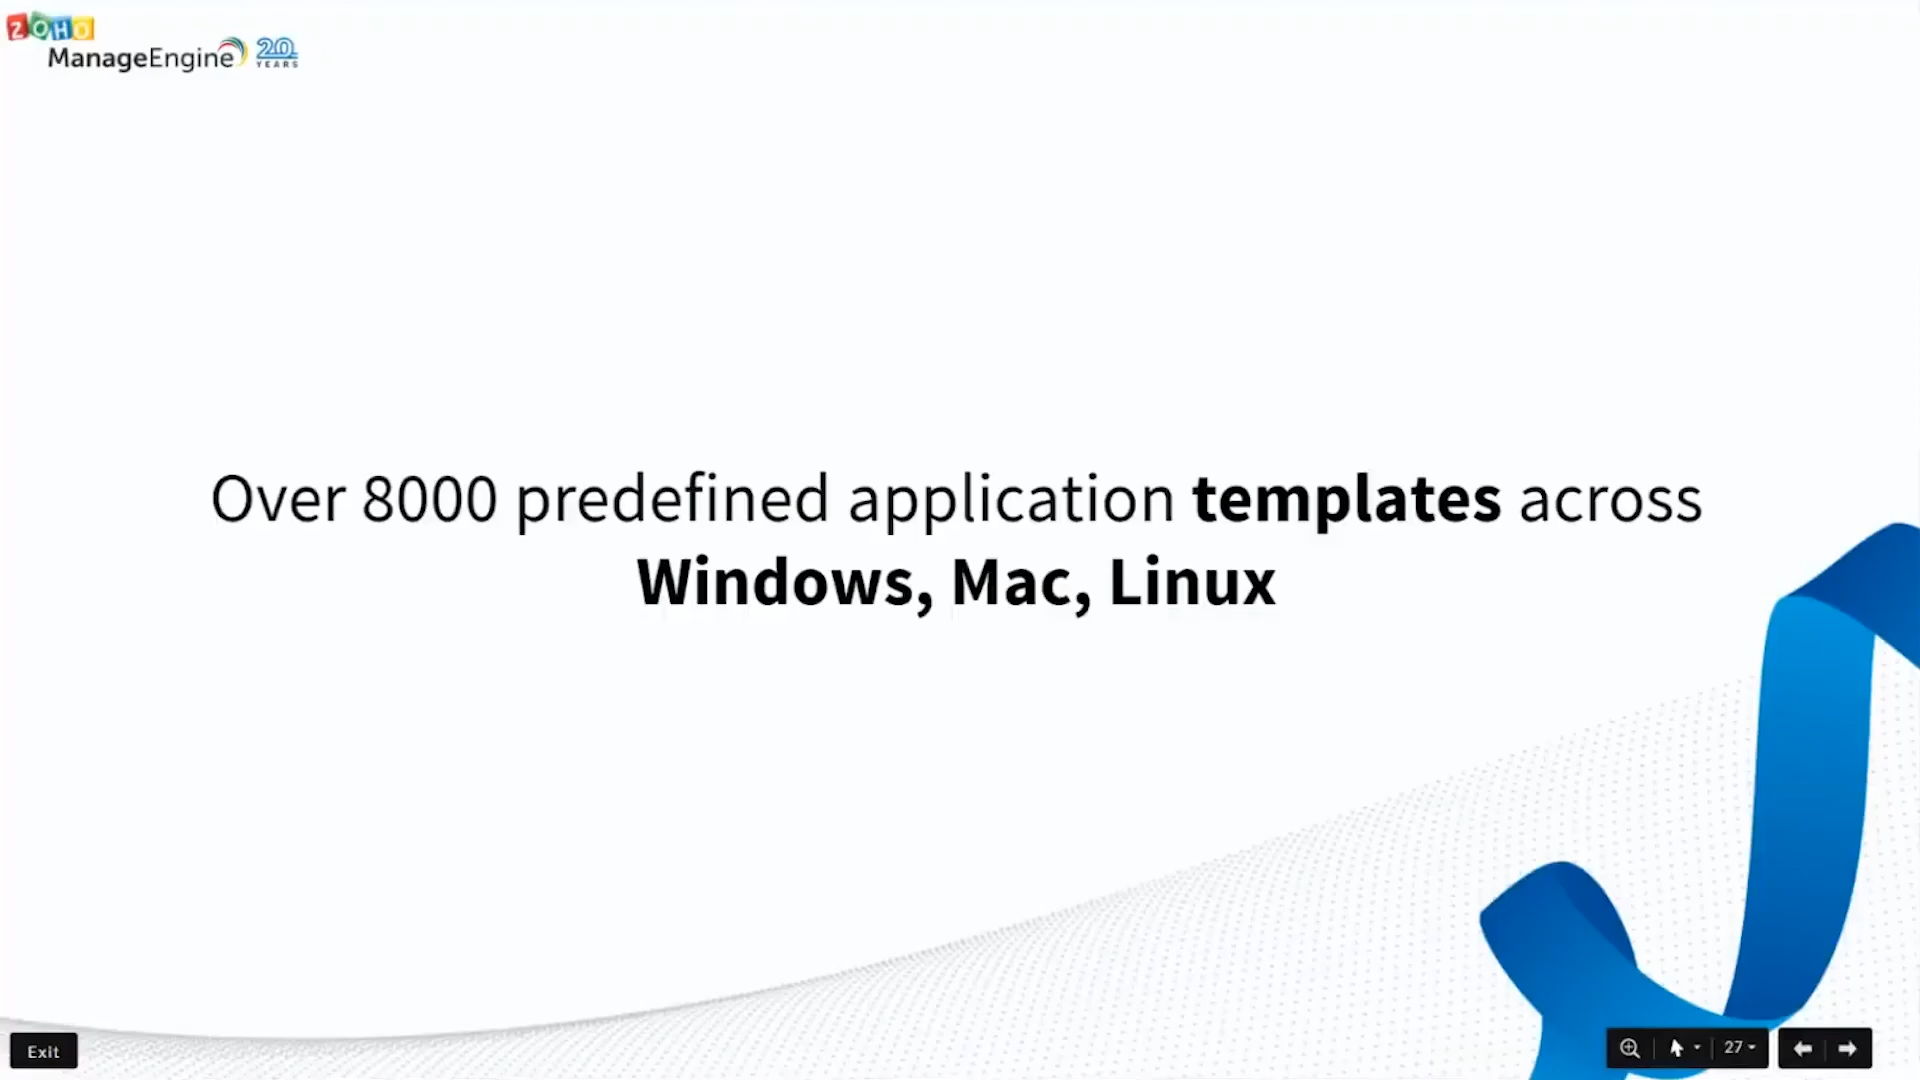 ZOHO
ManageEngine 20 YEARS
Over 8000 predefined application templates across
Windows, Mac, Linux
Exit
27